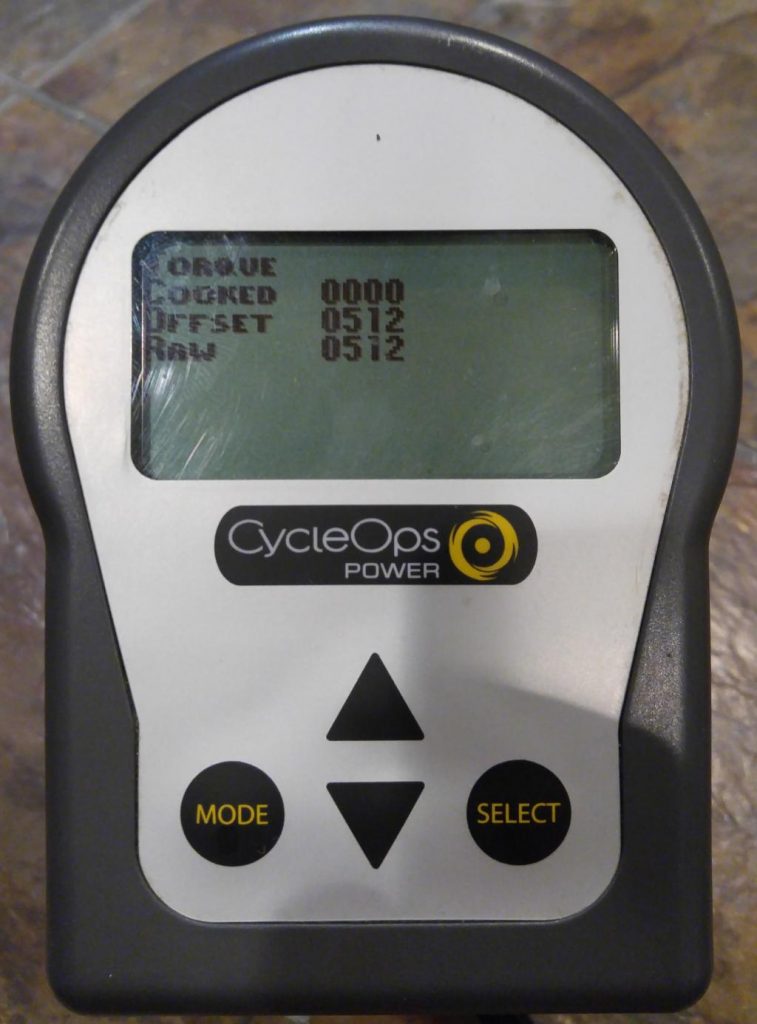 TORQUE
COOKED 0000
OFFSET 0512
RAW 0512
CycleOps
POWER
MODE
SELECT